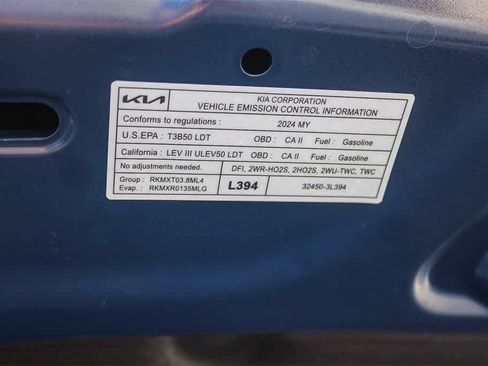 KIA KIA CORPORATION
VEHICLE EMISSION CONTROL INFORMATION
Conforms to regulations : 2024 MY
U.S.EPA : T3B50 LDT OBD : CA II Fuel : Gasoline
California : LEV III ULEV50 LDT OBD : CA II Fuel : Gasoline
No adjustments needed. DFI, 2WR-HO2S, 2HO2S, 2WU-TWC, TWC
Group : RKMXT03.8ML4
Evap. : RKMXR0135MLG
L394 32450-3L394